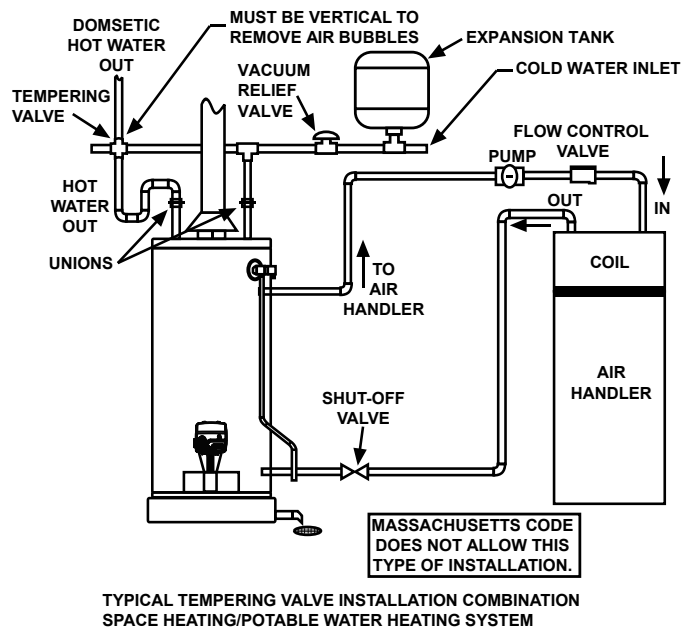 DOMSETIC
HOT WATER
OUT
MUST BE VERTICAL TO
REMOVE AIR BUBBLES
EXPANSION TANK
COLD WATER INLET
TEMPERING
VALVE
VACUUM
RELIEF
VALVE
FLOW CONTROL
VALVE
PUMP
HOT
WATER
OUT
OUT
IN
UNIONS
TO
AIR
HANDLER
COIL
AIR
HANDLER
SHUT-OFF
VALVE
MASSACHUSETTS CODE
DOES NOT ALLOW THIS
TYPE OF INSTALLATION.
TYPICAL TEMPERING VALVE INSTALLATION COMBINATION
SPACE HEATING/POTABLE WATER HEATING SYSTEM